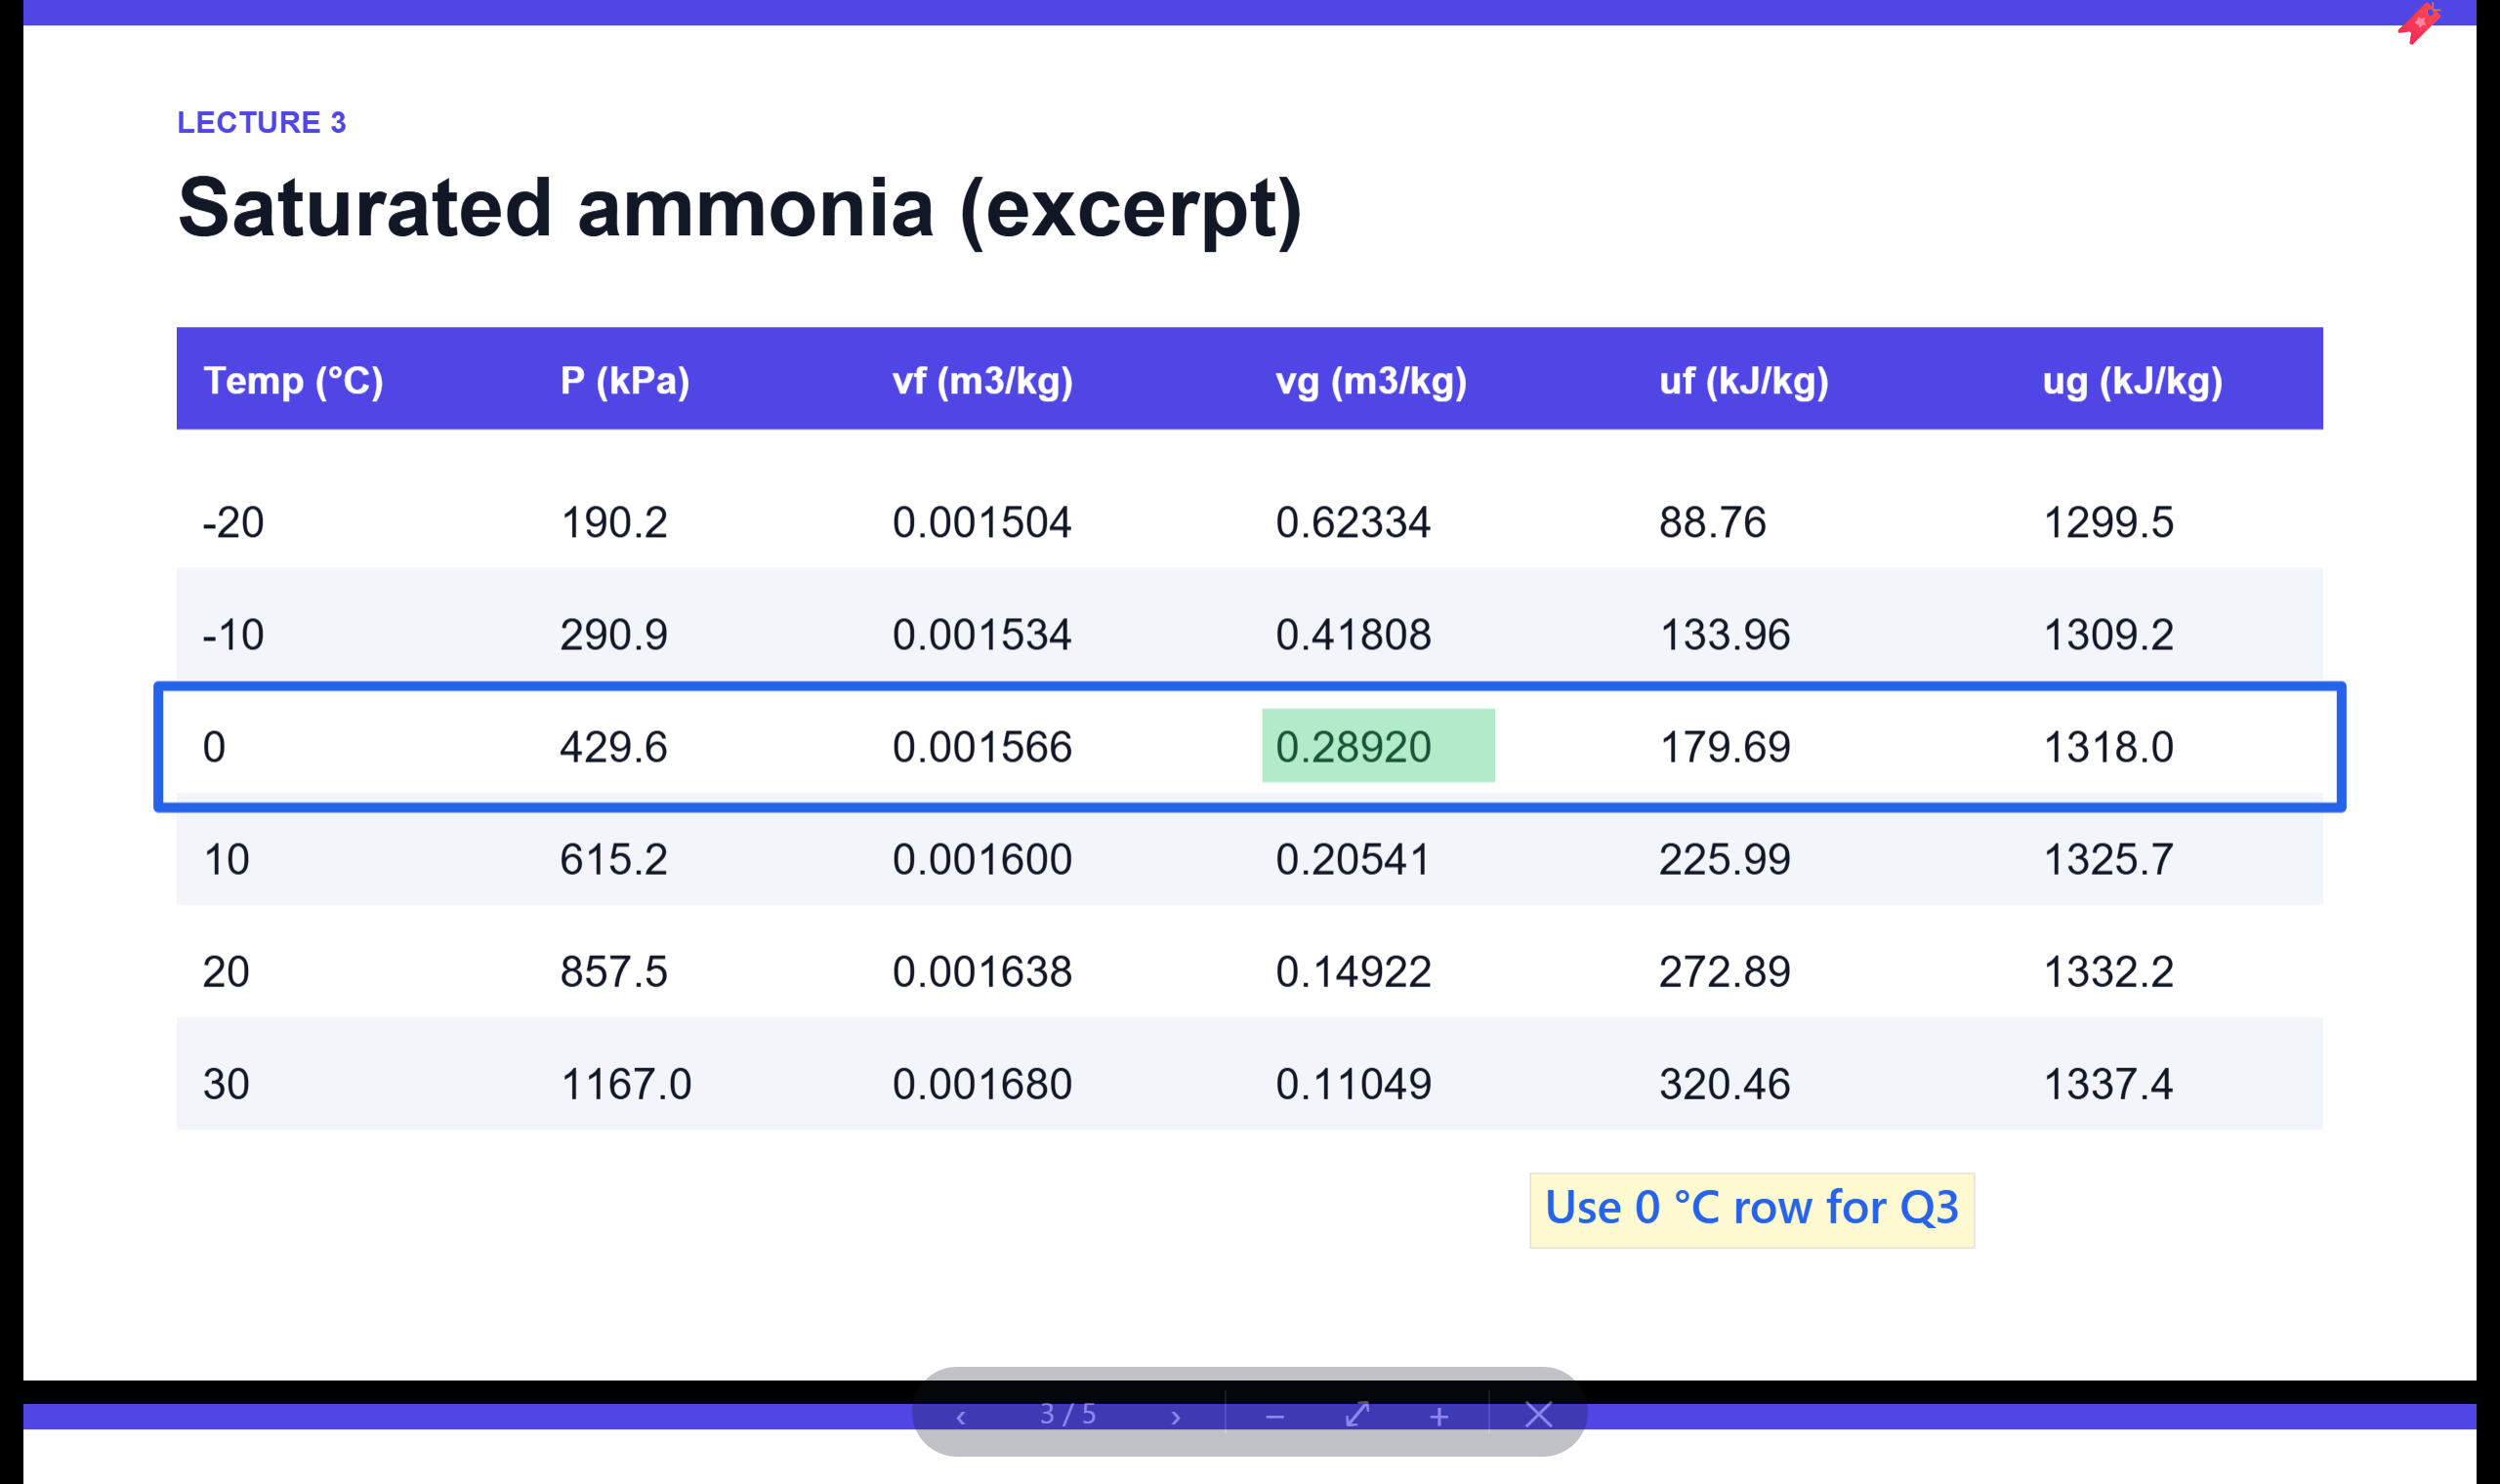 LECTURE 3
Saturated ammonia (excerpt)
Temp (°C) P (kPa) vf (m3/kg) vg (m3/kg) uf (kJ/kg) ug (kJ/kg)
-20 190.2 0.001504 0.62334 88.76 1299.5
-10 290.9 0.001534 0.41808 133.96 1309.2
0 429.6 0.001566 0.28920 179.69 1318.0
10 615.2 0.001600 0.20541 225.99 1325.7
20 857.5 0.001638 0.14922 272.89 1332.2
30 1167.0 0.001680 0.11049 320.46 1337.4
Use 0 °C row for Q3
3 / 5